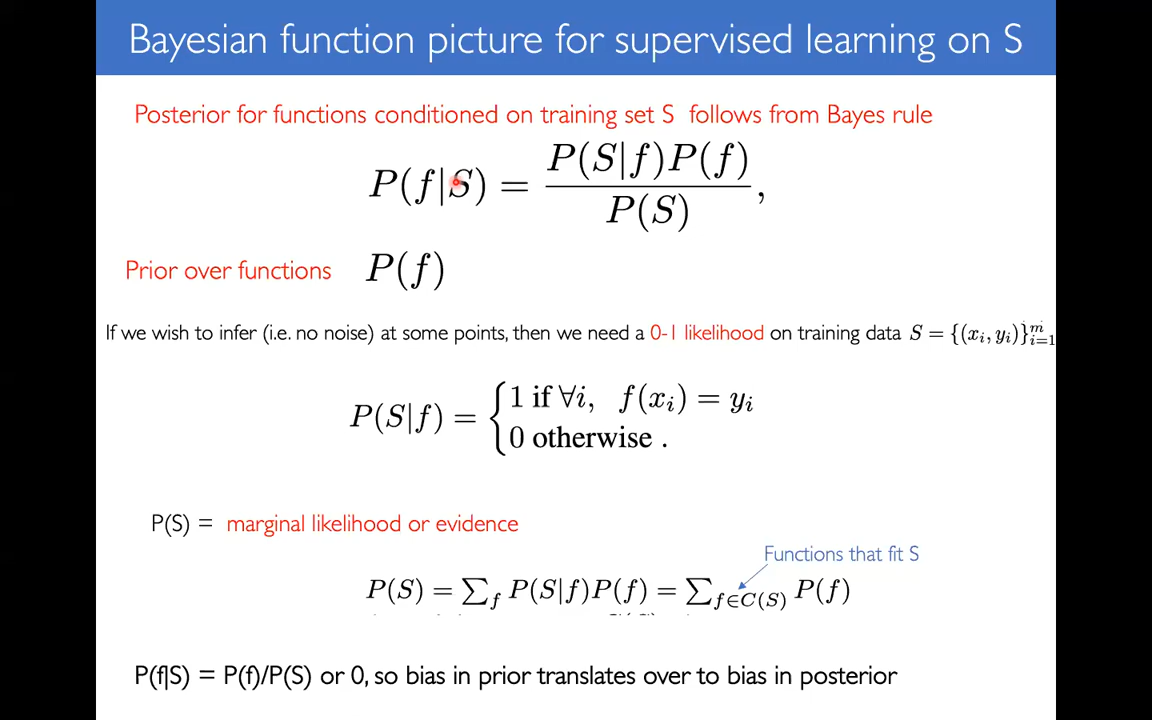 Bayesian function picture for supervised learning on S
Posterior for functions conditioned on training set S follows from Bayes rule
P(f|S) = P(S|f)P(f) / P(S),
Prior over functions P(f)
If we wish to infer (i.e. no noise) at some points, then we need a 0-1 likelihood on training data S = {(x_i, y_i)}_{i=1}^m
P(S|f) = { 1 if ∀i, f(x_i) = y_i
0 otherwise .
P(S) = marginal likelihood or evidence
Functions that fit S
P(S) = ∑_f P(S|f)P(f) = ∑_{f∈C(S)} P(f)
P(f|S) = P(f)/P(S) or 0, so bias in prior translates over to bias in posterior